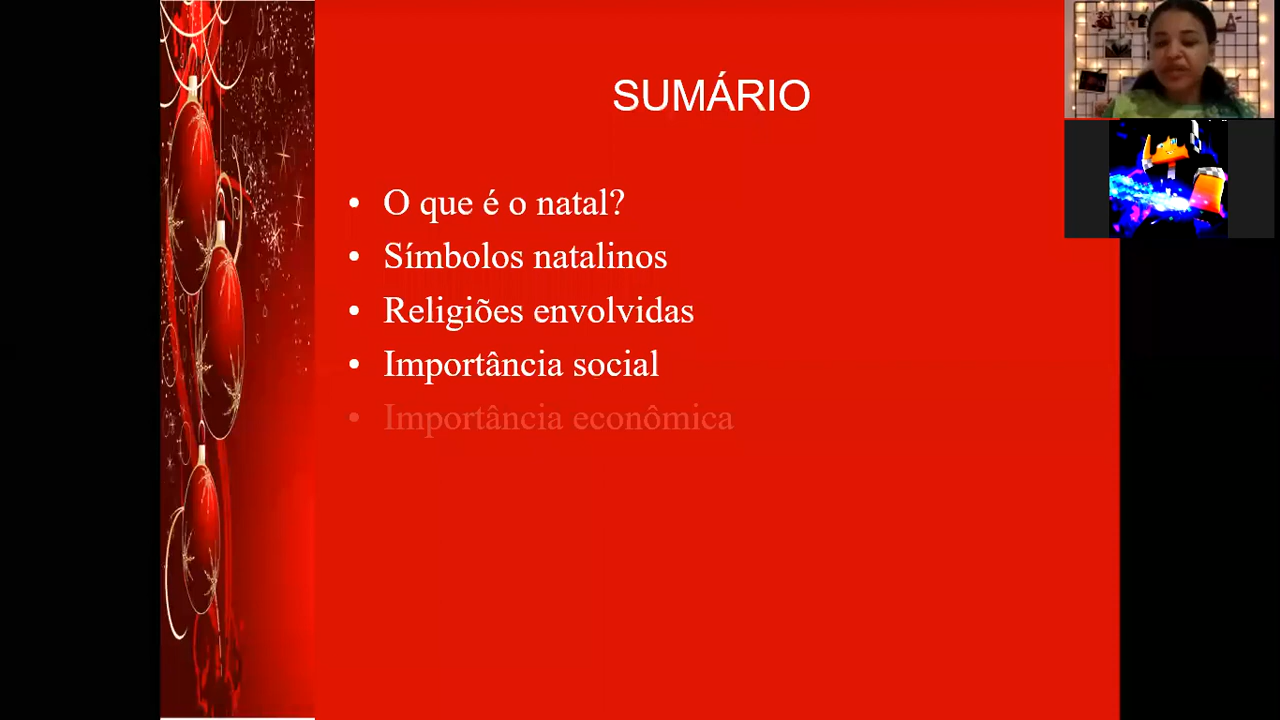 SUMÁRIO
• O que é o natal?
• Símbolos natalinos
• Religiões envolvidas
• Importância social
• Importância econômica